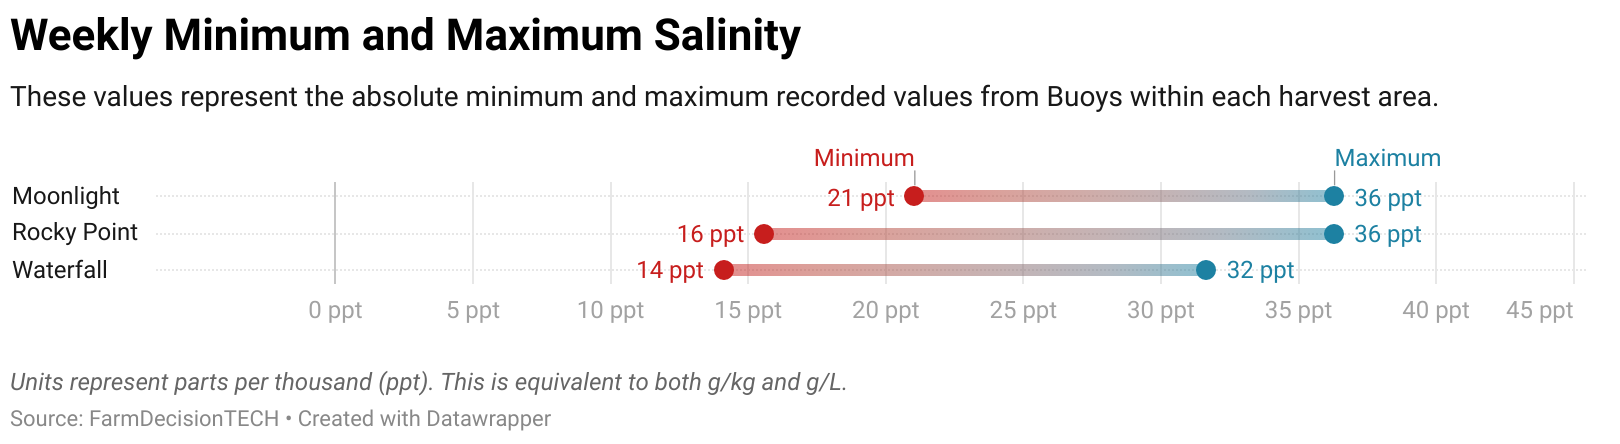 Weekly Minimum and Maximum Salinity
These values represent the absolute minimum and maximum recorded values from Buoys within each harvest area.
Minimum Maximum
Moonlight 21 ppt 36 ppt
Rocky Point 16 ppt 36 ppt
Waterfall 14 ppt 32 ppt
0 ppt 5 ppt 10 ppt 15 ppt 20 ppt 25 ppt 30 ppt 35 ppt 40 ppt 45 ppt
Units represent parts per thousand (ppt). This is equivalent to both g/kg and g/L.
Source: FarmDecisionTECH • Created with Datawrapper